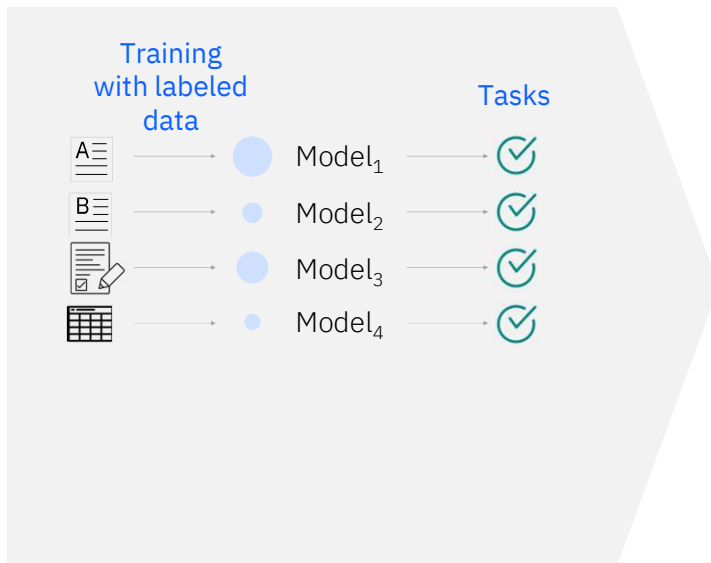 Training
with labeled
data
Tasks
A
Model₁
B
Model₂
Model₃
Model₄